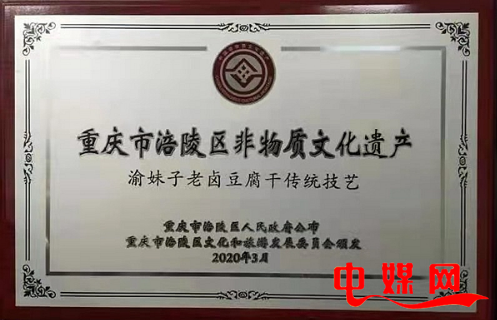 重庆市涪陵区非物质文化遗产
渝妹子老卤豆腐干传统技艺
重庆市涪陵区人民政府公布
重庆市涪陵区文化和旅游发展委员会颁发
2020年3月
电媒网